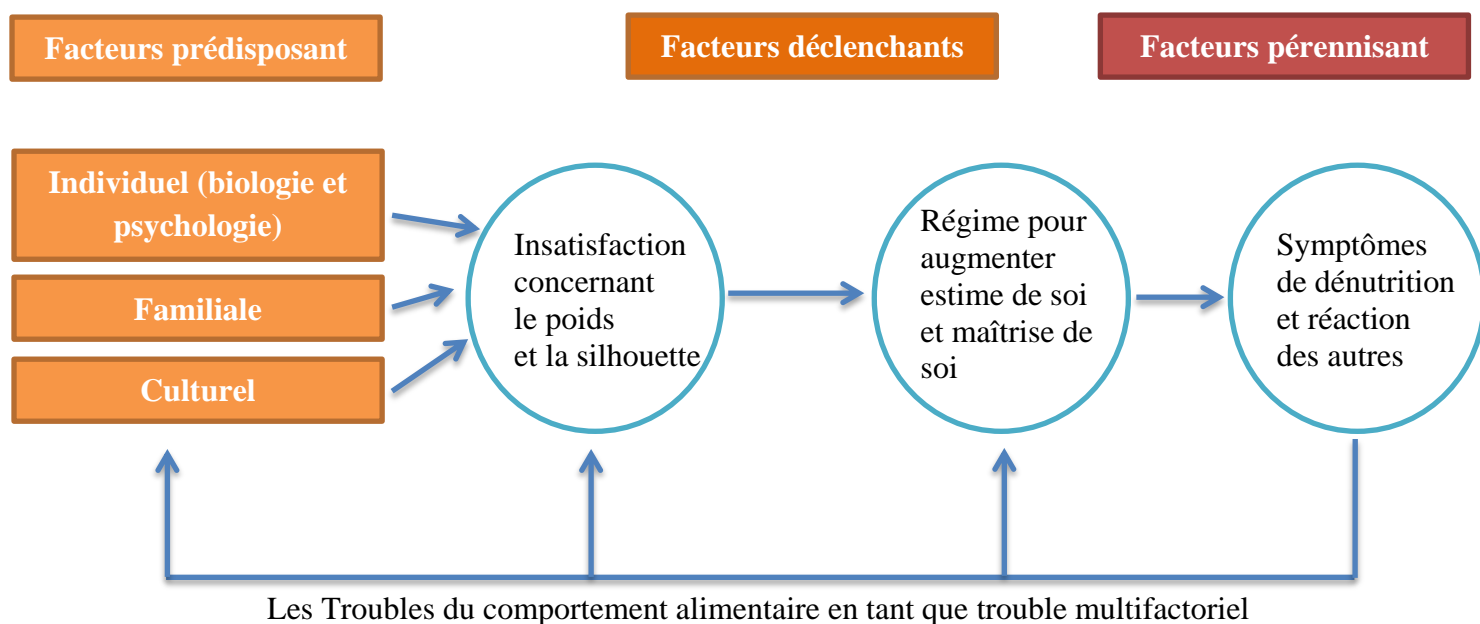 Facteurs prédisposant
Facteurs déclenchants
Facteurs pérennisant
Individuel (biologie et
psychologie)
Familiale
Culturel
Insatisfaction
concernant
le poids
et la silhouette
Régime pour
augmenter
estime de soi
et maîtrise de
soi
Symptômes
de dénutrition
et réaction
des autres
Les Troubles du comportement alimentaire en tant que trouble multifactoriel